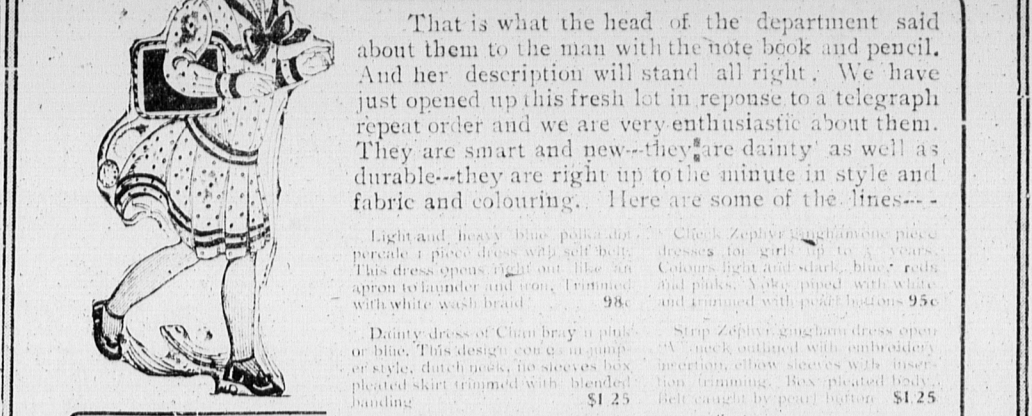 That is what the head of the department said
about them to the man with the note book and pencil.
And her description will stand all right. We have
just opened up this fresh lot in reponse to a telegraph
repeat order and we are very enthusiastic about them.
They are smart and new--they are dainty as well as
durable---they are right up to the minute in style and
fabric and colouring. Here are some of the lines---
Light and heavy blue polka dot
percale 1 piece dress with self belt.
This dress opens right out like an
apron to launder and iron. Trimmed
with white wash braid 98c
Dainty dress of Cham bray in pink
or blue. This design comes in jump-
er style, dutch neck, no sleeves box
pleated skirt trimmed with blended
banding $1.25
Check Zephyr gingham one piece
dresses for girls up to years.
Colours light and dark, blue, reds
and pinks. Yoke piped with white
and trimmed with pearl buttons 95c
Strip Zephyr gingham dress open
"V" neck outlined with embroidery
insertion, elbow sleeves with inser-
tion trimming. Box pleated body.
Belt caught by pearl button $1.25